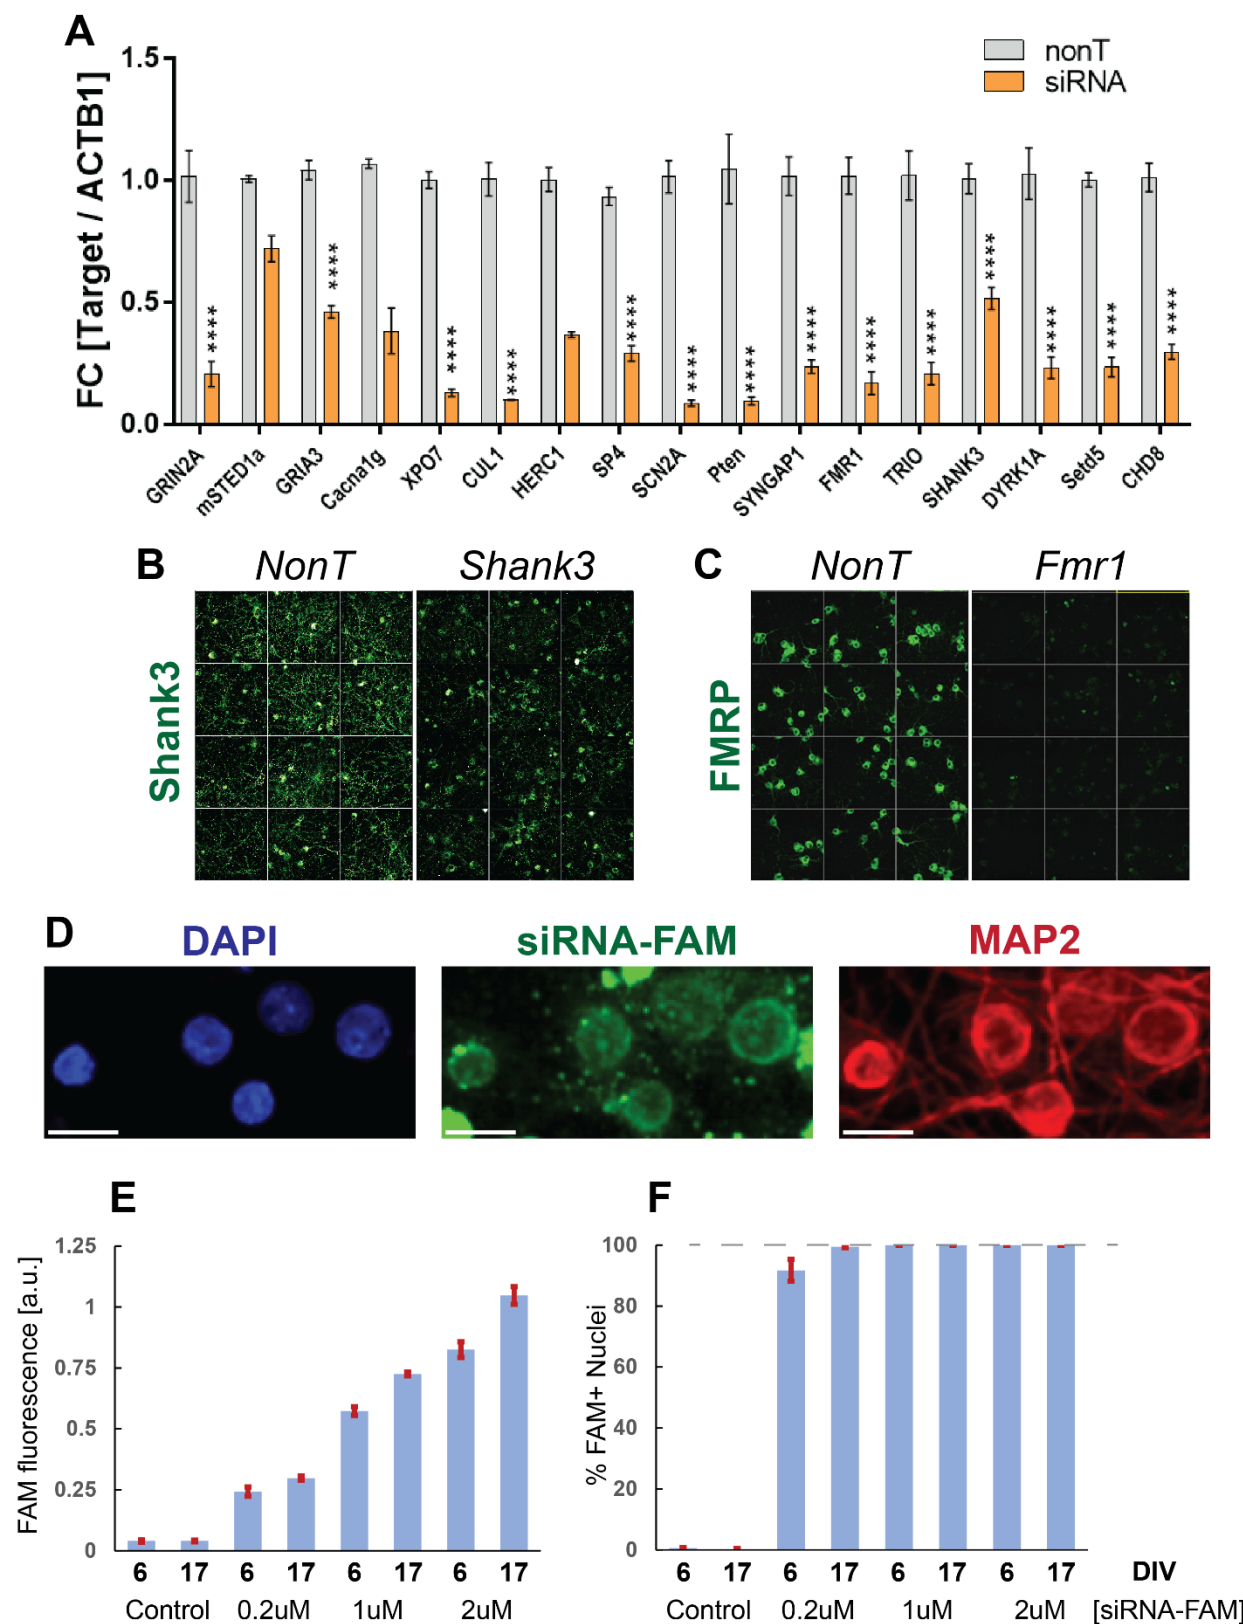 A
nonT
siRNA
FC [Target / ACTB1]
1.5
1.0
0.5
0.0
**** **** **** **** **** **** **** **** **** **** **** **** **** ****
GRIN2A mSTED1a GRIA3 Cacna1g XPO7 CUL1 HERC1 SP4 SCN2A Pten SYNGAP1 FMR1 TRIO SHANK3 DYRK1A Setd5 CHD8
B
NonT Shank3
Shank3
C
NonT Fmr1
FMRP
D
DAPI siRNA-FAM MAP2
E
FAM fluorescence [a.u.]
1.25
1
0.75
0.5
0.25
0
6 17 6 17 6 17 6 17
Control 0.2uM 1uM 2uM
F
% FAM+ Nuclei
100
80
60
40
20
0
6 17 6 17 6 17 6 17 DIV
Control 0.2uM 1uM 2uM [siRNA-FAM]